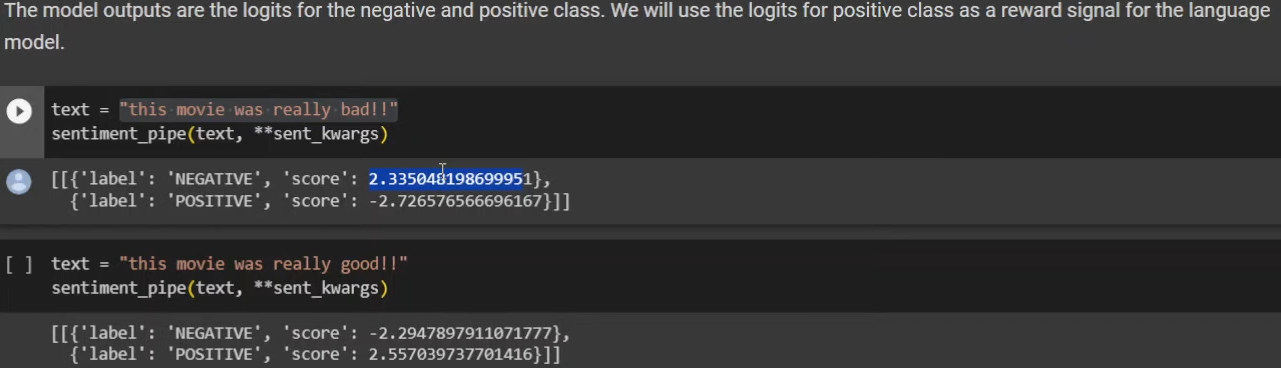 The model outputs are the logits for the negative and positive class. We will use the logits for positive class as a reward signal for the language
model.
text = "this movie was really bad!!"
sentiment_pipe(text, **sent_kwargs)
[[{'label': 'NEGATIVE', 'score': 2.335048198699951},
{'label': 'POSITIVE', 'score': -2.726576566696167}]]
[ ] text = "this movie was really good!!"
sentiment_pipe(text, **sent_kwargs)
[[{'label': 'NEGATIVE', 'score': -2.2947897911071777},
{'label': 'POSITIVE', 'score': 2.557039737701416}]]